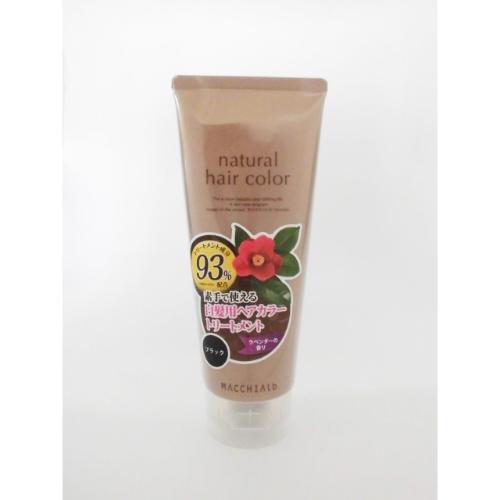 natural
hair color
トリートメント成分
93%
配合
素手で使える
白髪用ヘアカラー
トリートメント
ラベンダーの
香り
ブラック
MACCHIALb